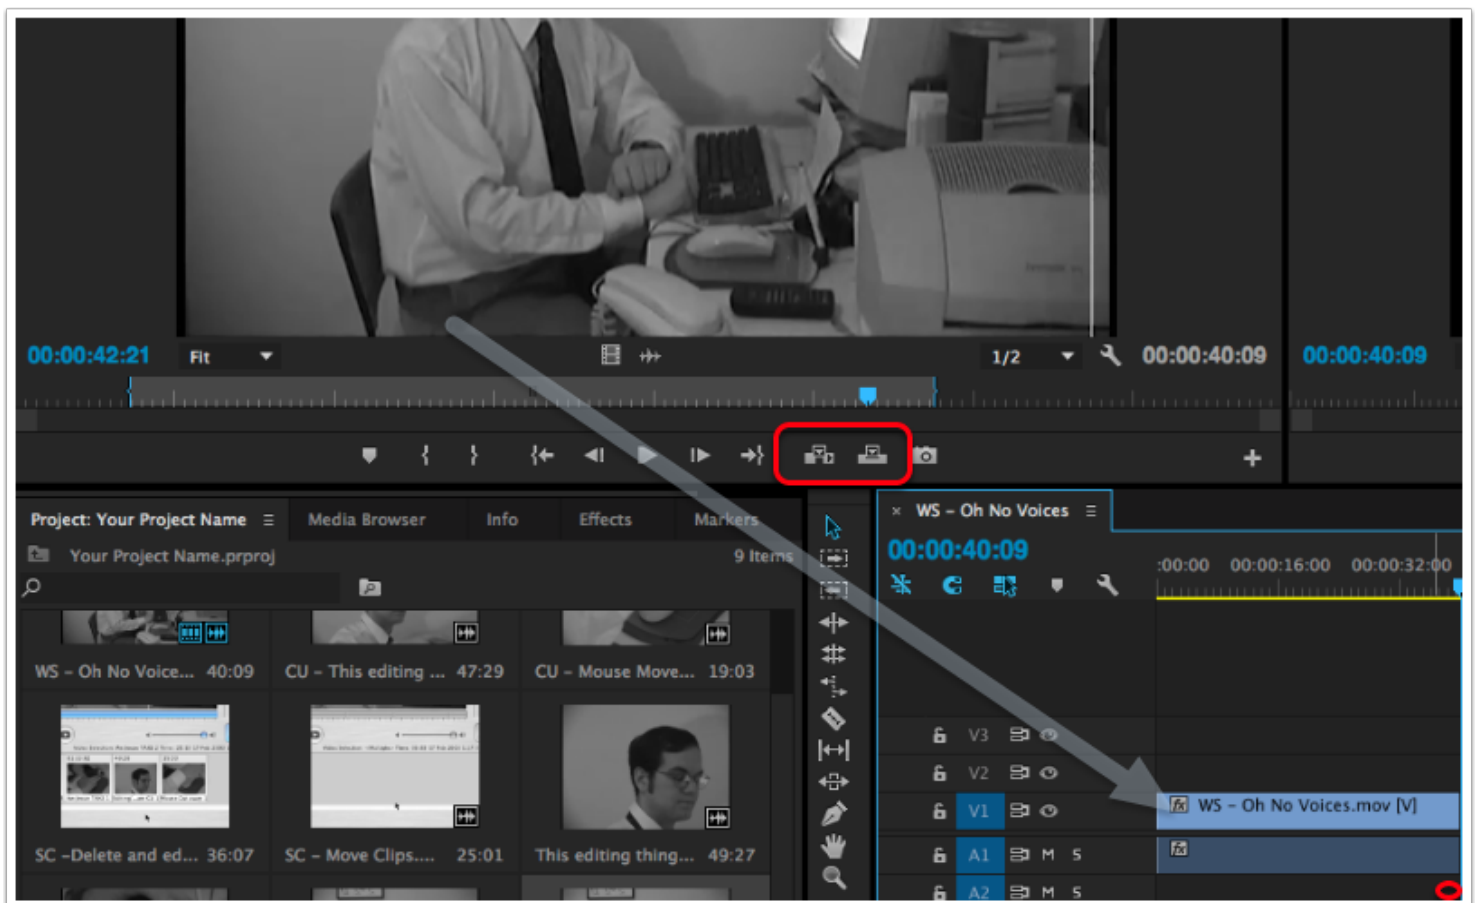 00:00:42:21 Fit 1/2 00:00:40:09 00:00:40:09
Project: Your Project Name Media Browser Info Effects Markers
× WS – Oh No Voices
Your Project Name.prproj 9 Items
00:00:40:09
:00:00 00:00:16:00 00:00:32:00
WS – Oh No Voice... 40:09 CU – This editing ... 47:29 CU – Mouse Move... 19:03
V3
V2
V1 fx WS – Oh No Voices.mov [V]
SC –Delete and ed... 36:07 SC – Move Clips.... 25:01 This editing thing... 49:27
A1 M S fx
A2 M S